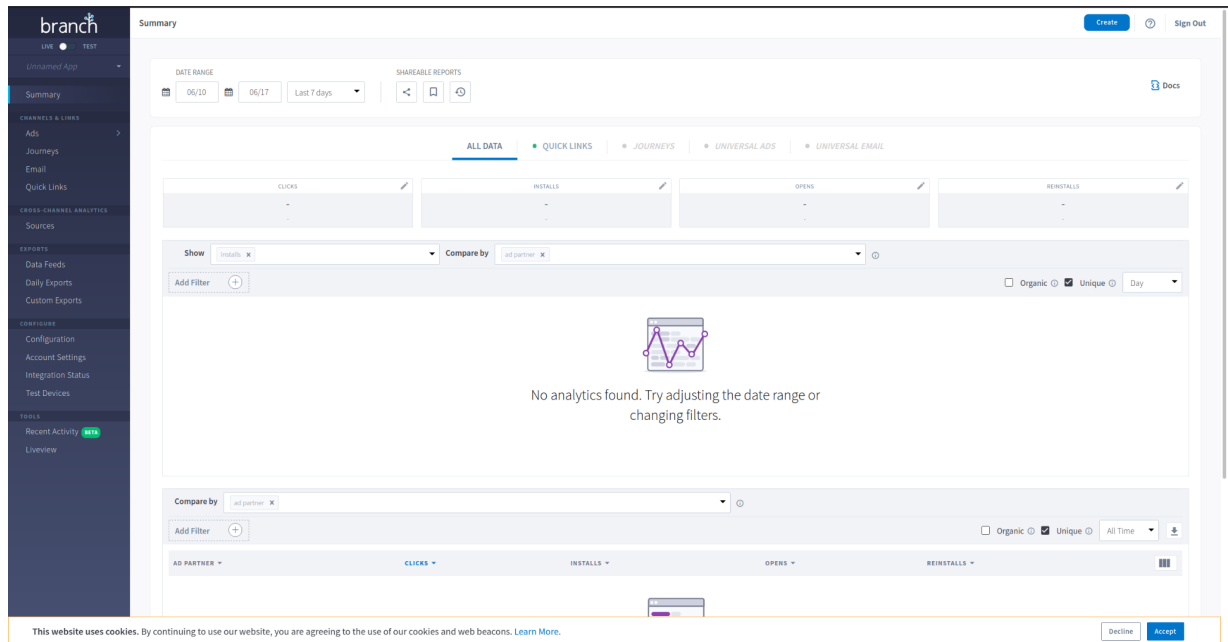 branch
LIVE TEST
Unnamed App
Summary
CHANNELS & LINKS
Ads
Journeys
Email
Quick Links
CROSS-CHANNEL ANALYTICS
Sources
EXPORTS
Data Feeds
Daily Exports
Custom Exports
CONFIGURE
Configuration
Account Settings
Integration Status
Test Devices
TOOLS
Recent Activity BETA
Liveview
Summary
Create
Sign Out
DATE RANGE
06/10 06/17 Last 7 days
SHAREABLE REPORTS
Docs
ALL DATA QUICK LINKS JOURNEYS UNIVERSAL ADS UNIVERSAL EMAIL
CLICKS INSTALLS OPENS REINSTALLS
- - - -
- - - -
Show Installs x Compare by ad partner x
Add Filter Organic Unique Day
No analytics found. Try adjusting the date range or
changing filters.
Compare by ad partner x
Add Filter Organic Unique All Time
AD PARTNER CLICKS INSTALLS OPENS REINSTALLS
This website uses cookies. By continuing to use our website, you are agreeing to the use of our cookies and web beacons. Learn More. Decline Accept